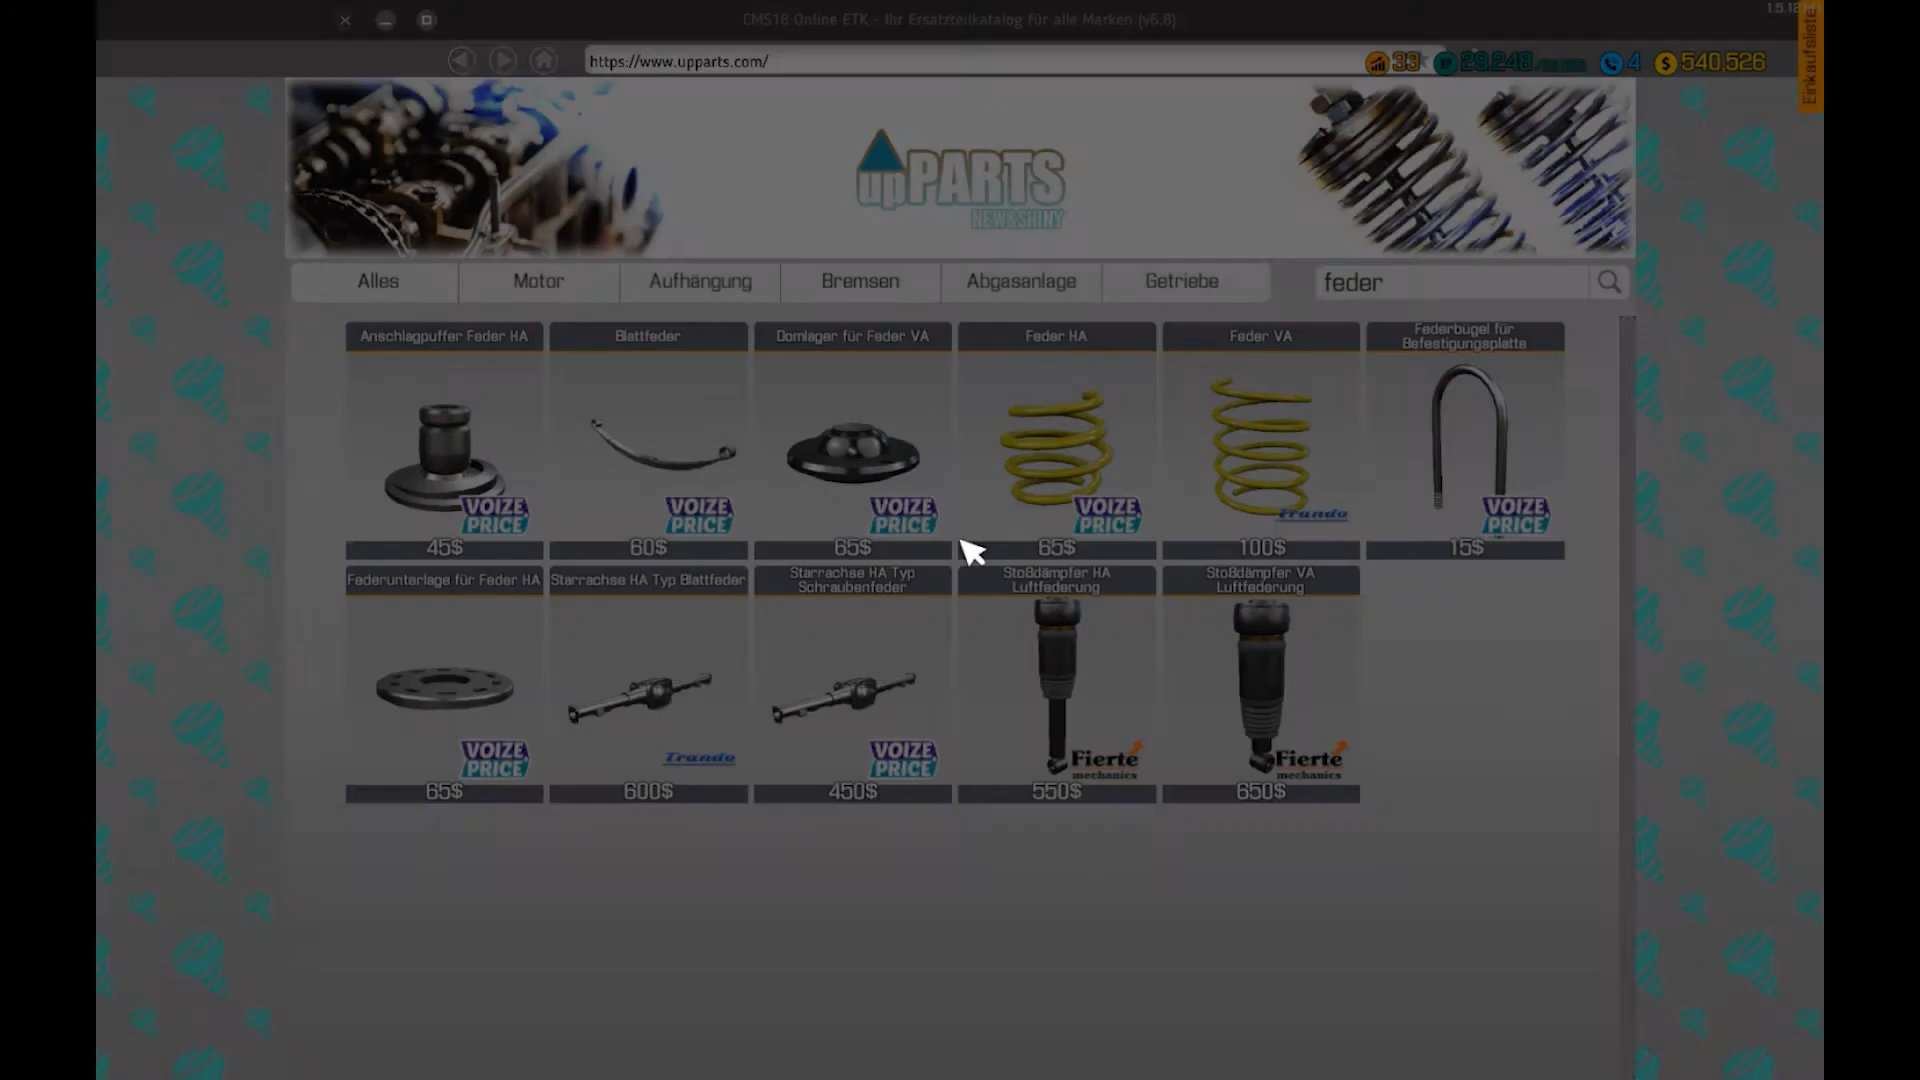 CMS18 Online ETK - Ihr Ersatzteilkatalog für alle Marken (v6.8)
Einkaufsliste
https://www.upparts.com/
33
XP 29,248
4
$ 540,526
upPARTS
NEW&SHINY
Alles Motor Aufhängung Bremsen Abgasanlage Getriebe
feder
Anschlagpuffer Feder HA
VOIZE
PRICE
45$
Blattfeder
VOIZE
PRICE
60$
Domlager für Feder VA
VOIZE
PRICE
65$
Feder HA
VOIZE
PRICE
65$
Feder VA
Trando
100$
Federbügel für
Befestigungsplatte
VOIZE
PRICE
15$
Federunterlage für Feder HA
VOIZE
PRICE
65$
Starrachse HA Typ Blattfeder
Trando
600$
Starrachse HA Typ
Schraubenfeder
VOIZE
PRICE
450$
Stoßdämpfer HA
Luftfederung
Fierte
mechanics
550$
Stoßdämpfer VA
Luftfederung
Fierte
mechanics
650$